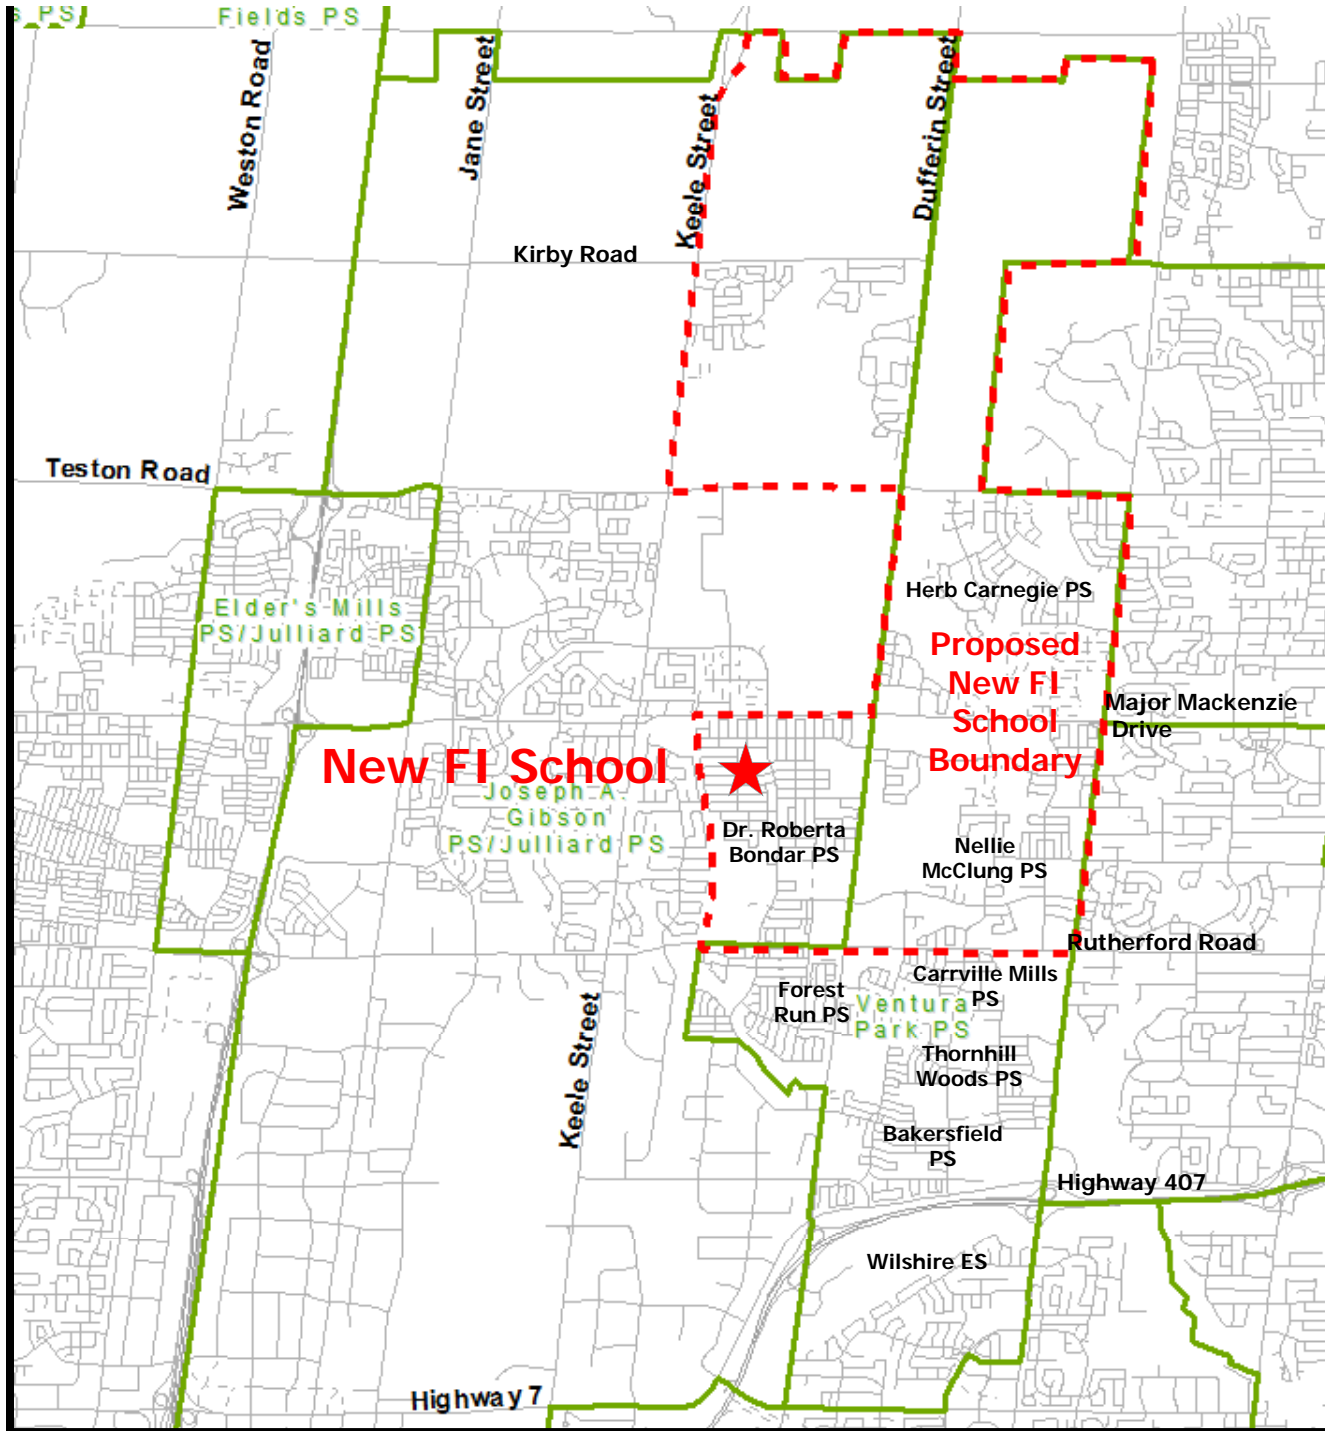 s PS
Fields PS
Weston Road
Jane Street
Keele Street
Dufferin Street
Kirby Road
Teston Road
Herb Carnegie PS
Elder's Mills
PS/Julliard PS
Proposed
New FI
School
Boundary
Major Mackenzie
Drive
New FI School
Joseph A.
Gibson
PS/Julliard PS
Dr. Roberta
Bondar PS
Nellie
McClung PS
Rutherford Road
Carrville Mills
PS
Forest
Run PS
Ventura
Park PS
Keele Street
Thornhill
Woods PS
Bakersfield
PS
Highway 407
Wilshire ES
Highway 7